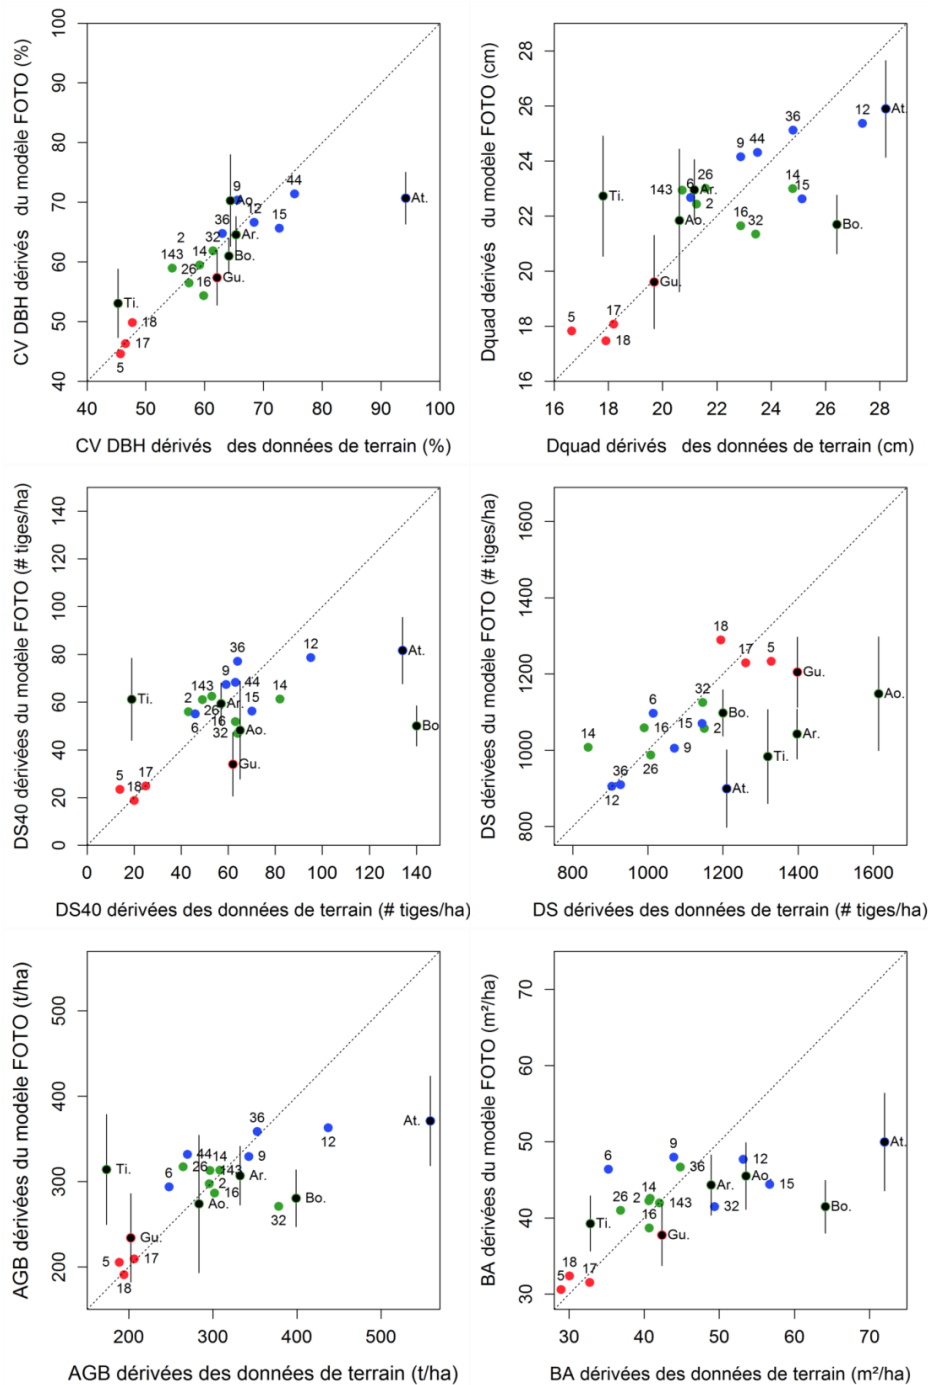 CV DBH dérivés du modèle FOTO (%)
100
90
80
70
60
50
40
9
44
Ao.
At.
12
36
15
2
32
Ar.
143
14
Bo.
26
16
Gu.
Ti.
18
17
5
40 50 60 70 80 90 100
CV DBH dérivés des données de terrain (%)
Dquad dérivés du modèle FOTO (cm)
28
26
24
22
20
18
16
36
12
At.
9
44
26
14
143
6
Ar.
15
Ti.
2
Ao.
16
32
Bo.
Gu.
5
17
18
16 18 20 22 24 26 28
Dquad dérivés des données de terrain (cm)
DS40 dérivées du modèle FOTO (# tiges/ha)
140
120
100
80
60
40
20
0
36
12
At.
143
9
44
14
Ti.
2
Ar.
26
15
6
16
32
Ao.
Bo
Gu.
5
17
18
0 20 40 60 80 100 120 140
DS40 dérivées des données de terrain (# tiges/ha)
DS dérivées du modèle FOTO (# tiges/ha)
1600
1400
1200
1000
800
18
17
5
Gu.
32
Ao.
6
Bo.
14
16
15
2
Ar.
9
26
Ti.
36
12
At.
800 1000 1200 1400 1600
DS dérivées des données de terrain (# tiges/ha)
AGB dérivées du modèle FOTO (t/ha)
500
400
300
200
36
At.
12
44
14
9
Ti.
26
143
Ar.
6
2
16
Bo.
Ao.
32
Gu.
5
17
18
200 300 400 500
AGB dérivées des données de terrain (t/ha)
BA dérivées du modèle FOTO (m²/ha)
70
60
50
40
30
9
At.
6
12
36
Ao.
14
Ar.
15
26
2
143
32
Bo.
Ti.
16
Gu.
18
5
17
30 40 50 60 70
BA dérivées des données de terrain (m²/ha)